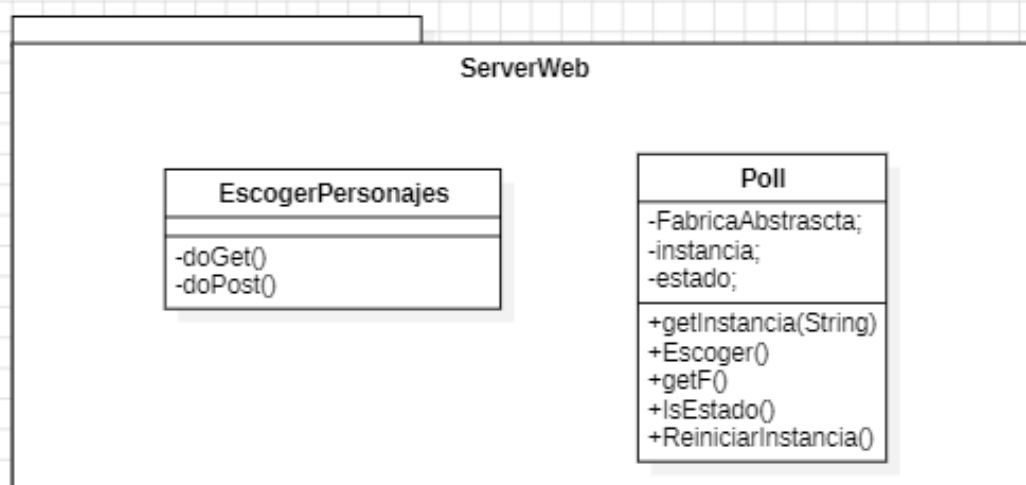 ServerWeb
EscogerPersonajes
-doGet()
-doPost()
Poll
-FabricaAbstrascta;
-instancia;
-estado;
+getInstancia(String)
+Escoger()
+getF()
+IsEstado()
+ReiniciarInstancia()